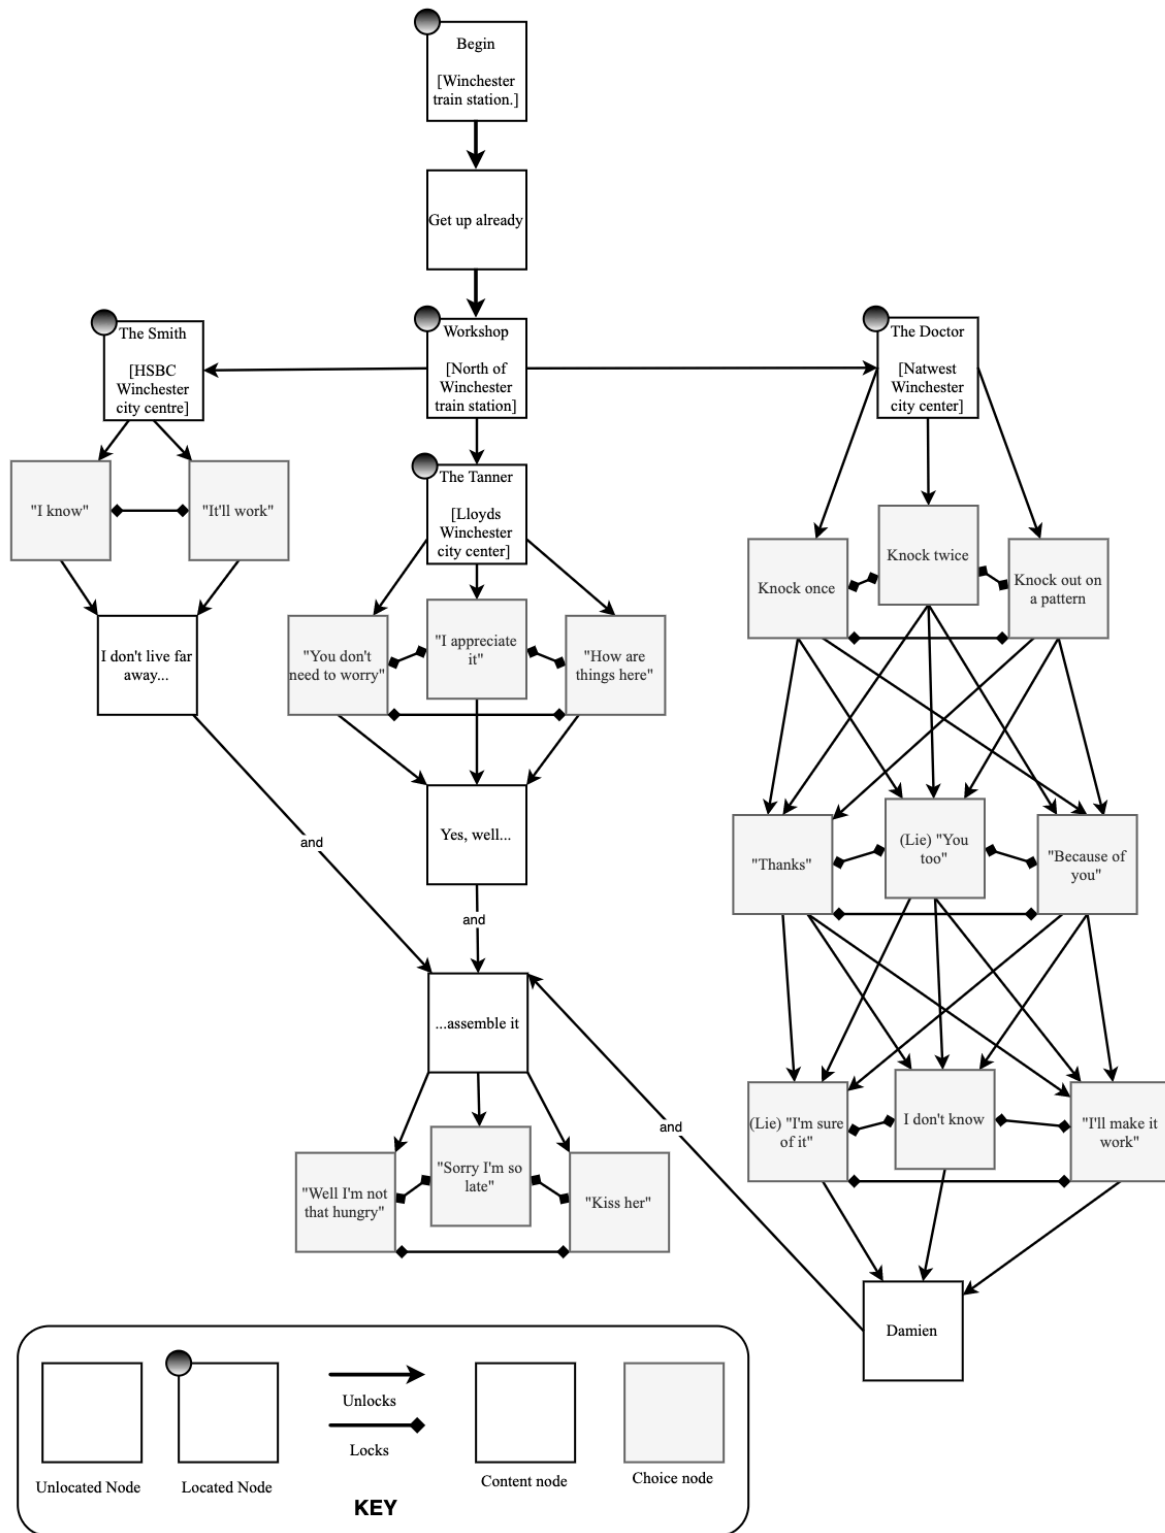 Begin
[Winchester
train station.]
Get up already
The Smith
[HSBC
Winchester
city centre]
Workshop
[North of
Winchester
train station]
The Doctor
[Natwest
Winchester
city center]
"I know"
"It'll work"
The Tanner
[Lloyds
Winchester
city center]
Knock once
Knock twice
Knock out on
a pattern
I don't live far
away...
"You don't
need to worry"
"I appreciate
it"
"How are
things here"
Yes, well...
"Thanks"
(Lie) "You
too"
"Because of
you"
and
and
...assemble it
(Lie) "I'm sure
of it"
I don't know
"I'll make it
work"
and
"Well I'm not
that hungry"
"Sorry I'm so
late"
"Kiss her"
Damien
Unlocated Node
Located Node
Unlocks
Locks
Content node
Choice node
KEY